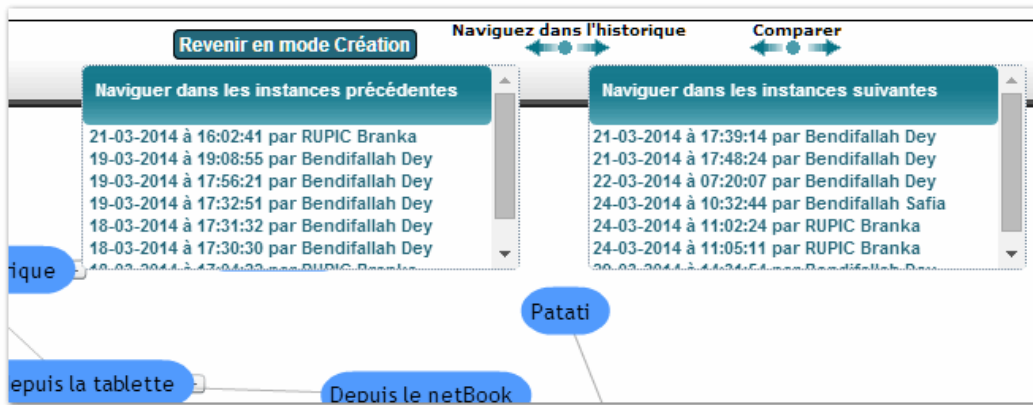 Revenir en mode Création
Naviguez dans l'historique
Comparer
Naviguer dans les instances précédentes
21-03-2014 à 16:02:41 par RUPIC Branka
19-03-2014 à 19:08:55 par Bendifallah Dey
19-03-2014 à 17:56:21 par Bendifallah Dey
19-03-2014 à 17:32:51 par Bendifallah Dey
18-03-2014 à 17:31:32 par Bendifallah Dey
18-03-2014 à 17:30:30 par Bendifallah Dey
Naviguer dans les instances suivantes
21-03-2014 à 17:39:14 par Bendifallah Dey
21-03-2014 à 17:48:24 par Bendifallah Dey
22-03-2014 à 07:20:07 par Bendifallah Dey
24-03-2014 à 10:32:44 par Bendifallah Safia
24-03-2014 à 11:02:24 par RUPIC Branka
24-03-2014 à 11:05:11 par RUPIC Branka
rique
Patati
epuis la tablette
Depuis le netBook